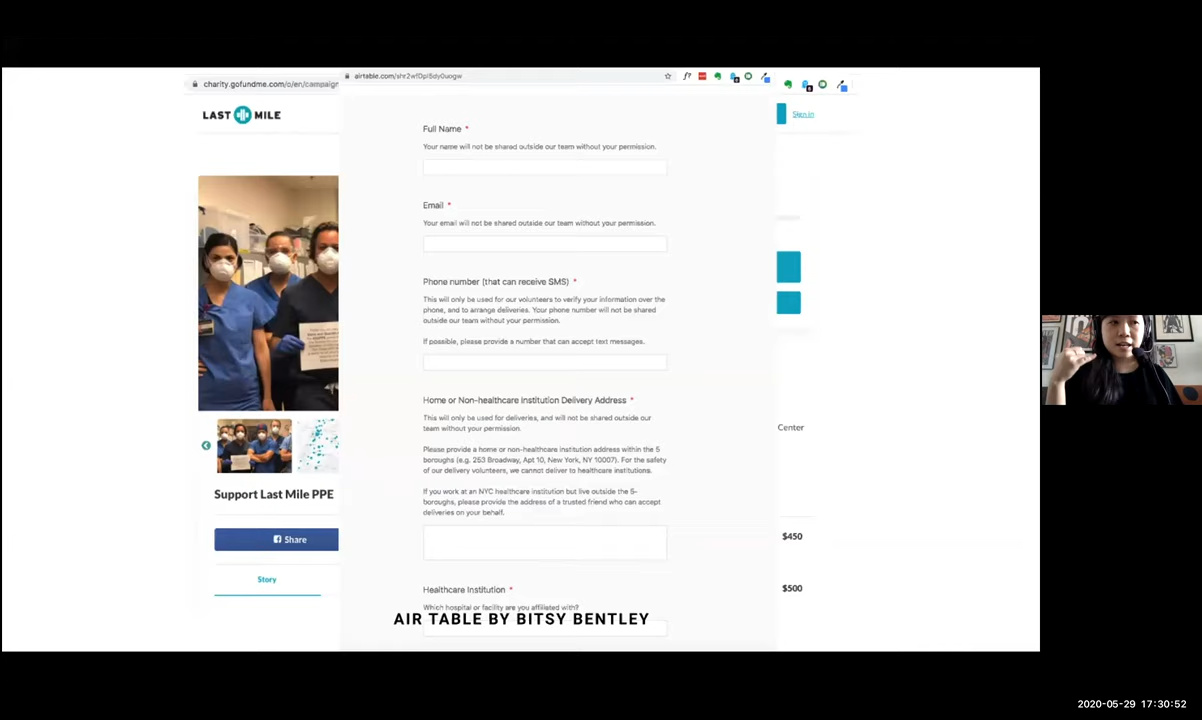 charity.gofundme.com/o/en/campaign
airtable.com/shr2wf0pl5dy0uogw
LAST MILE
Sign in
Full Name *
Your name will not be shared outside our team without your permission.
Email *
Your email will not be shared outside our team without your permission.
Phone number (that can receive SMS) *
This will only be used for our volunteers to verify your information over the
phone, and to arrange deliveries. Your phone number will not be shared
outside our team without your permission.
If possible, please provide a number that can accept text messages.
Home or Non-healthcare Institution Delivery Address *
This will only be used for deliveries, and will not be shared outside our
team without your permission.
Please provide a home or non-healthcare institution address within the 5
boroughs (e.g. 253 Broadway, Apt 10, New York, NY 10007). For the safety
of our delivery volunteers, we cannot deliver to healthcare institutions.
If you work at an NYC healthcare institution but live outside the 5-
boroughs, please provide the address of a trusted friend who can accept
deliveries on your behalf.
Healthcare Institution *
Which hospital or facility are you affiliated with?
AIR TABLE BY BITSY BENTLEY
Support Last Mile PPE
Share
Story
Center
$450
$500
2020-05-29 17:30:52